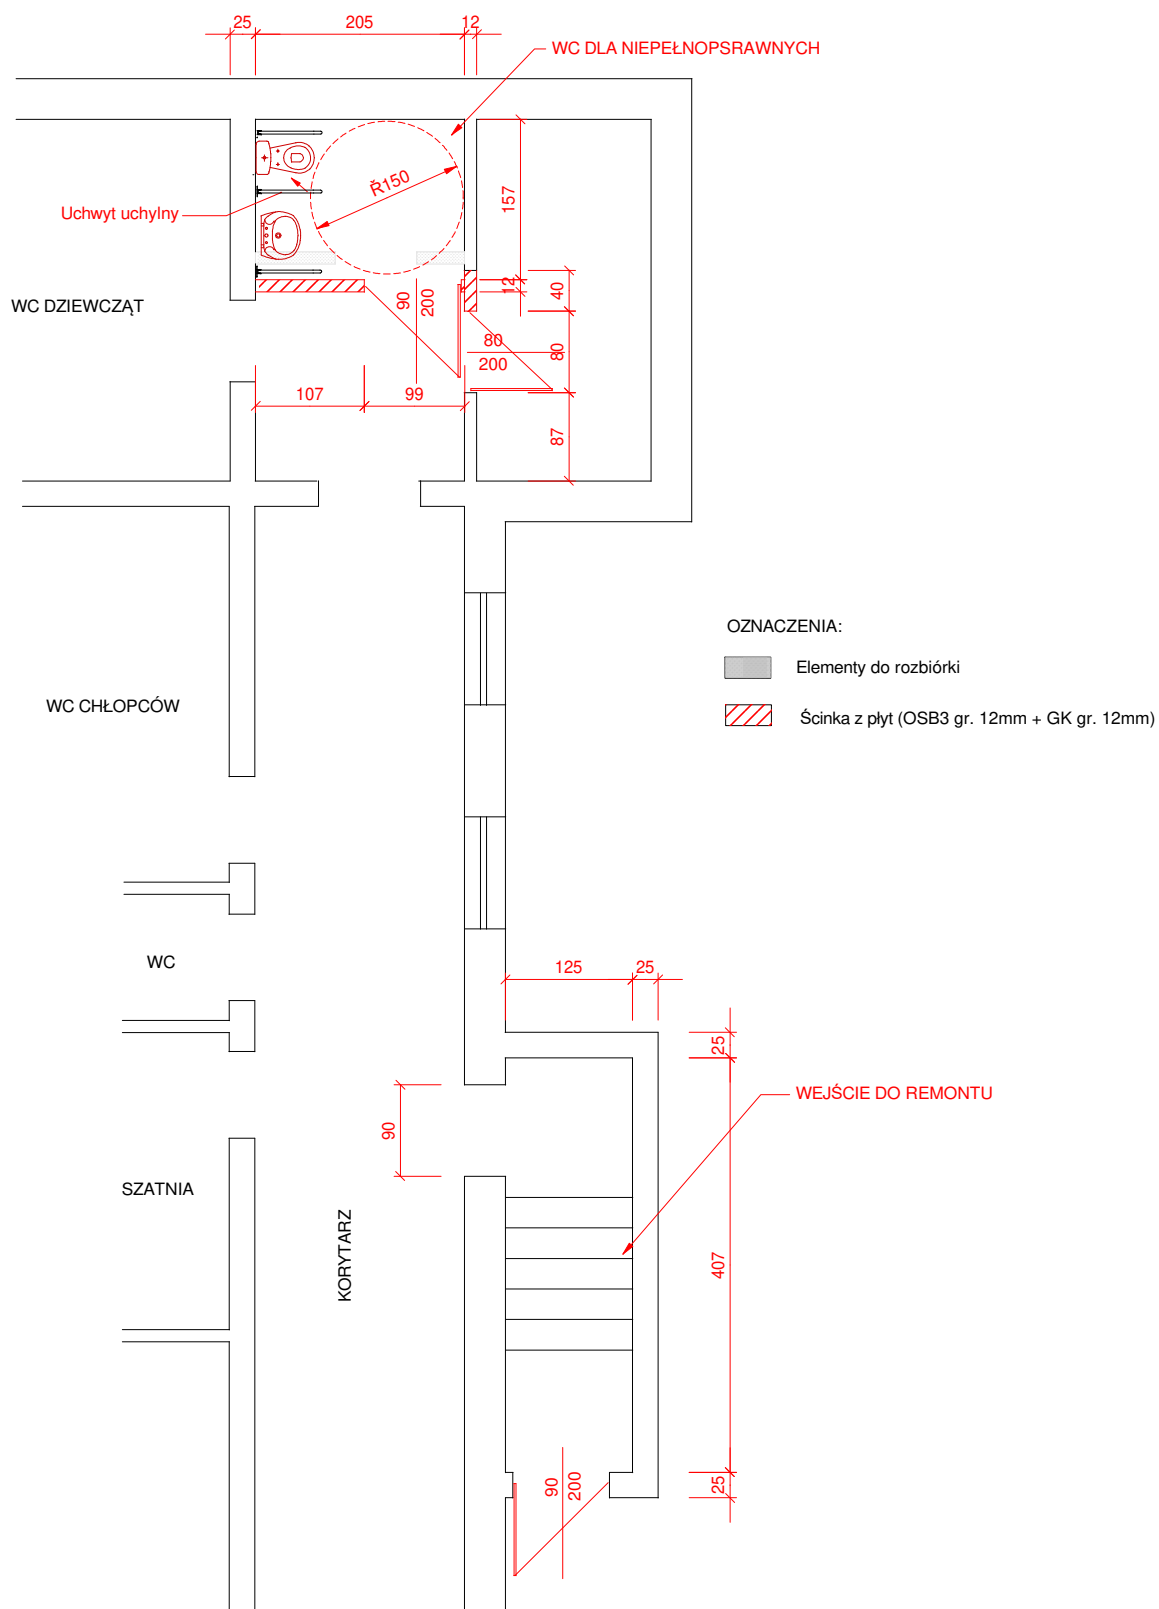 25
205
12
WC DLA NIEPEŁNOPSRAWNYCH
Ř150
157
Uchwyt uchylny
WC DZIEWCZĄT
90
200
12
40
80
200
80
107
99
87
OZNACZENIA:
Elementy do rozbiórki
WC CHŁOPCÓW
Ścinka z płyt (OSB3 gr. 12mm + GK gr. 12mm)
WC
125
25
25
WEJŚCIE DO REMONTU
90
SZATNIA
KORYTARZ
407
90
200
25